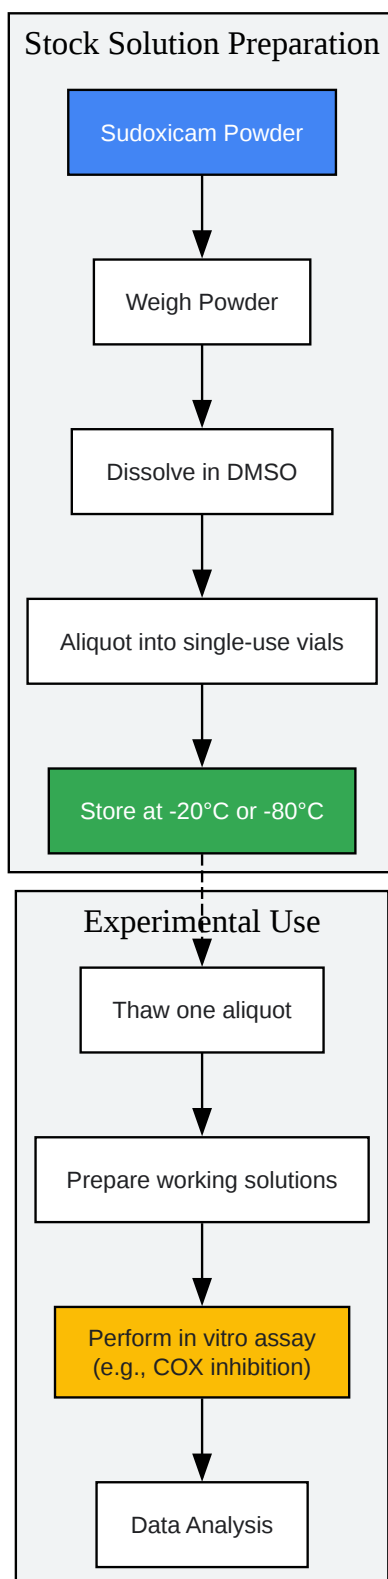 Stock Solution Preparation
Sudoxicam Powder
Weigh Powder
Dissolve in DMSO
Aliquot into single-use vials
Store at -20°C or -80°C
Experimental Use
Thaw one aliquot
Prepare working solutions
Perform in vitro assay
(e.g., COX inhibition)
Data Analysis